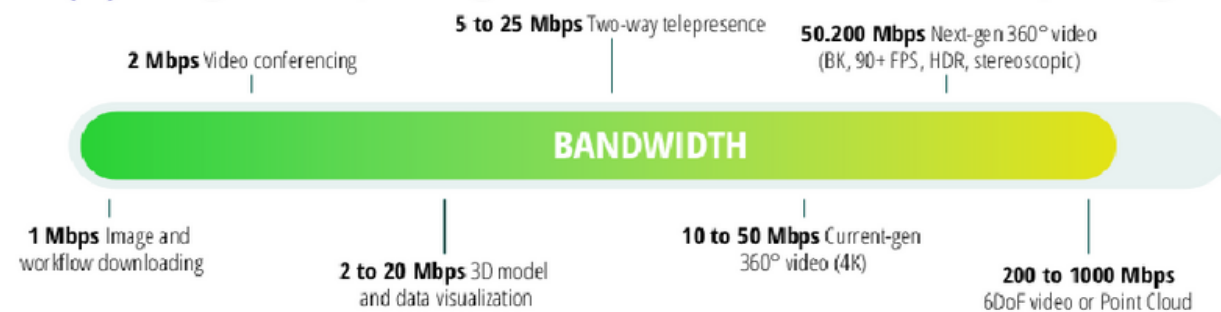 5 to 25 Mbps Two-way telepresence
50.200 Mbps Next-gen 360° video
(BK, 90+ FPS, HDR, stereoscopic)
2 Mbps Video conferencing
BANDWIDTH
1 Mbps Image and
workflow downloading
2 to 20 Mbps 3D model
and data visualization
10 to 50 Mbps Current-gen
360° video (4K)
200 to 1000 Mbps
6DoF video or Point Cloud